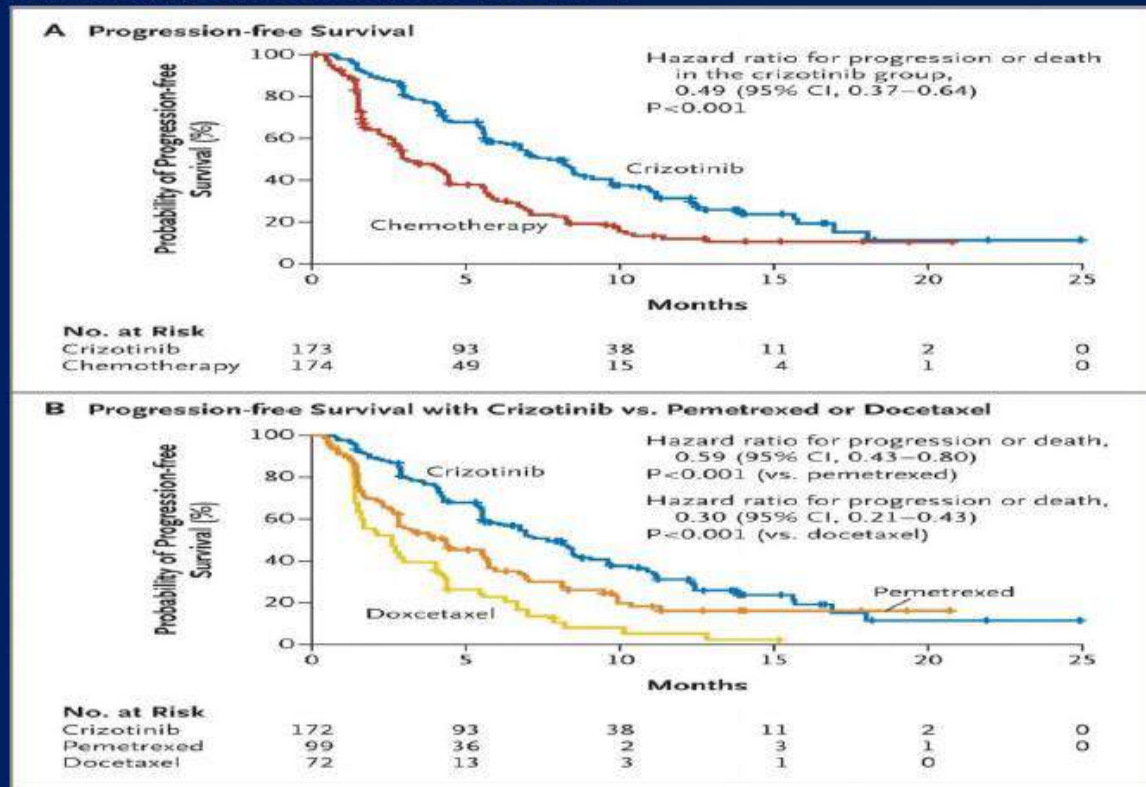 A Progression-free Survival
Probability of Progression-free
Survival (%)
100
80
60
40
20
0
Hazard ratio for progression or death
in the crizotinib group,
0.49 (95% CI, 0.37–0.64)
P<0.001
Crizotinib
Chemotherapy
0 5 10 15 20 25
Months
No. at Risk
Crizotinib 173 93 38 11 2 0
Chemotherapy 174 49 15 4 1 0
B Progression-free Survival with Crizotinib vs. Pemetrexed or Docetaxel
Probability of Progression-free
Survival (%)
100
80
60
40
20
0
Hazard ratio for progression or death,
0.59 (95% CI, 0.43–0.80)
P<0.001 (vs. pemetrexed)
Hazard ratio for progression or death,
0.30 (95% CI, 0.21–0.43)
P<0.001 (vs. docetaxel)
Crizotinib
Pemetrexed
Doxcetaxel
0 5 10 15 20 25
Months
No. at Risk
Crizotinib 172 93 38 11 2 0
Pemetrexed 99 36 2 3 1 0
Docetaxel 72 13 3 1 0